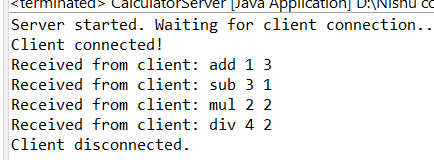 <terminated> CalculatorServer [Java Application] D:\Nishu co
Server started. Waiting for client connection..
Client connected!
Received from client: add 1 3
Received from client: sub 3 1
Received from client: mul 2 2
Received from client: div 4 2
Client disconnected.